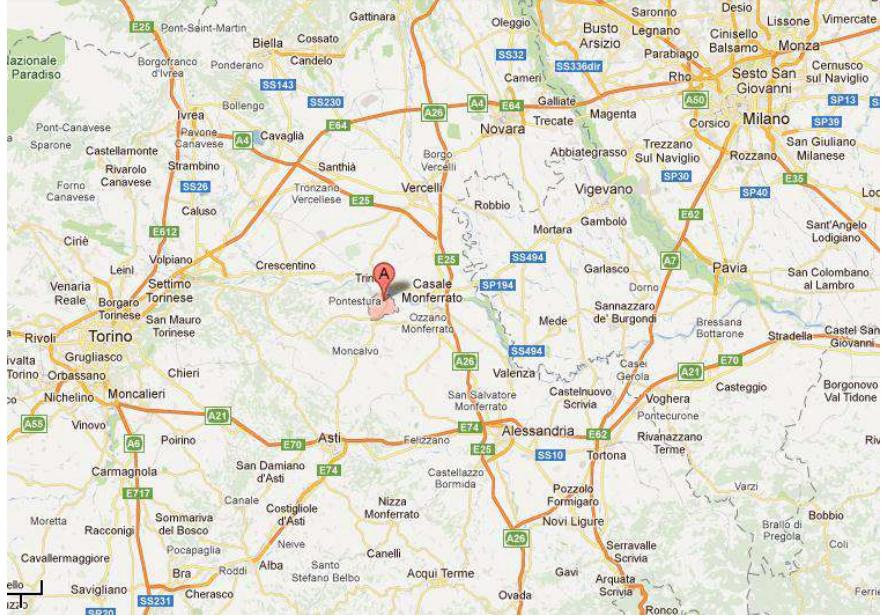 Gattinara
Oleggio
Saronno
Desio
Lissone
Vimercate
E25
Pont-Saint-Martin
Biella
Cossato
Candelo
Busto
Arsizio
Legnano
Cinisello
Balsamo
Monza
Nazionale
Paradiso
Borgofranco
d'Ivrea
Ponderano
SS143
SS32
SS336dir
Parabiago
Rho
Sesto San
Giovanni
Cernusco
sul Naviglio
Cameri
Bollengo
SS230
A26
A4
E64
Galliate
Trecate
Magenta
A50
SP13
Ivrea
Pavone
Canavese
A4
Cavaglià
E64
Novara
Corsico
Milano
SP39
Pont-Canavese
Sparone
Castellamonte
Rivarolo
Canavese
Strambino
Santhià
Borgo
Vercelli
Abbiategrasso
Trezzano
Sul Naviglio
Rozzano
San Giuliano
Milanese
Forno
Canavese
SS26
Tronzano
Vercellese
Vercelli
Vigevano
SP30
SP40
E35
Caluso
E25
Robbio
Gambolò
E62
Ciriè
E612
Mortara
Sant'Angelo
Lodigiano
Leinì
Volpiano
Crescentino
E25
SS494
Garlasco
A7
Pavia
San Colombano
al Lambro
Venaria
Reale
Settimo
Torinese
A
Casale
Monferrato
SP194
Dorno
Borgaro
Torinese
Pontestura
San Mauro
Torinese
Ozzano
Monferrato
Mede
Sannazzaro
de' Burgondi
Bressana
Bottarone
Stradella
Castel San
Giovanni
Rivoli
Torino
Grugliasco
Moncalvo
SS494
E70
Rivalta
Torino
Orbassano
Chieri
A26
Valenza
Casei
Gerola
A21
Casteggio
Borgonovo
Val Tidone
Nichelino
Moncalieri
San Salvatore
Monferrato
Castelnuovo
Scrivia
Voghera
Pontecurone
A55
Vinovo
A21
A6
Poirino
E70
Asti
Felizzano
E74
Alessandria
E62
Rivanazzano
Terme
E25
SS10
Tortona
Carmagnola
San Damiano
d'Asti
E74
Castellazzo
Bormida
E717
Canale
Costigliole
d'Asti
Nizza
Monferrato
Pozzolo
Formigaro
Varzi
Moretta
Racconigi
Sommariva
del Bosco
Novi Ligure
Bobbio
Brallo di
Pregola
Pocapaglia
Neive
Canelli
A26
Coli
Cavallermaggiore
Bra
Roddi
Alba
Santo
Stefano Belbo
Acqui Terme
Gavi
Serravalle
Scrivia
Savigliano
Cherasco
Arquata
Scrivia
Ovada
SP20
SS231
Ronco